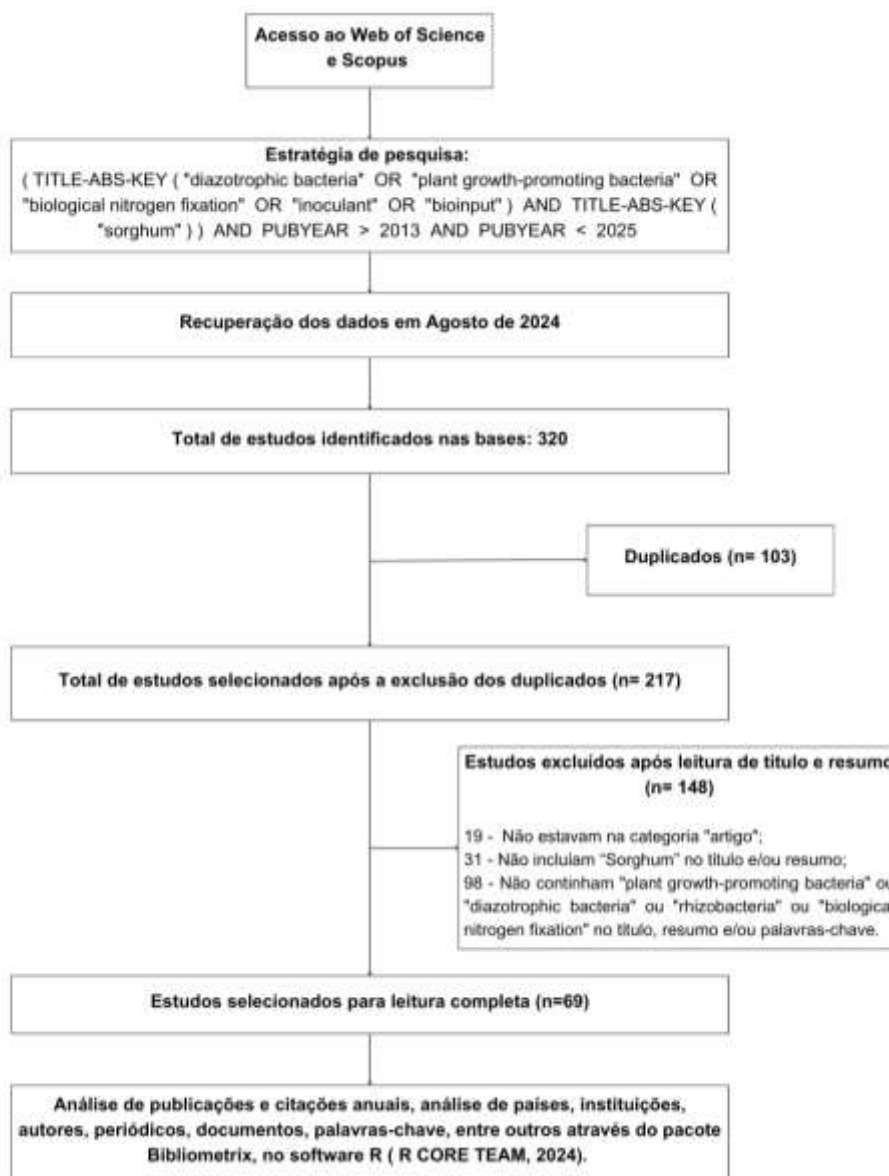 Acesso ao Web of Science
e Scopus
Estratégia de pesquisa:
( TITLE-ABS-KEY ( "diazotrophic bacteria" OR "plant growth-promoting bacteria" OR
"biological nitrogen fixation" OR "inoculant" OR "bioinput" ) AND TITLE-ABS-KEY (
"sorghum" ) ) AND PUBYEAR > 2013 AND PUBYEAR < 2025
Recuperação dos dados em Agosto de 2024
Total de estudos identificados nas bases: 320
Duplicados (n= 103)
Total de estudos selecionados após a exclusão dos duplicados (n= 217)
Estudos excluídos após leitura de titulo e resumo
(n= 148)
19 - Não estavam na categoria "artigo";
31 - Não incluiam “Sorghum” no titulo e/ou resumo;
98 - Não continham "plant growth-promoting bacteria" ou
"diazotrophic bacteria" ou "rhizobacteria" ou "biological
nitrogen fixation" no titulo, resumo e/ou palavras-chave.
Estudos selecionados para leitura completa (n=69)
Análise de publicações e citações anuais, análise de países, instituições,
autores, periódicos, documentos, palavras-chave, entre outros através do pacote
Bibliometrix, no software R ( R CORE TEAM, 2024).